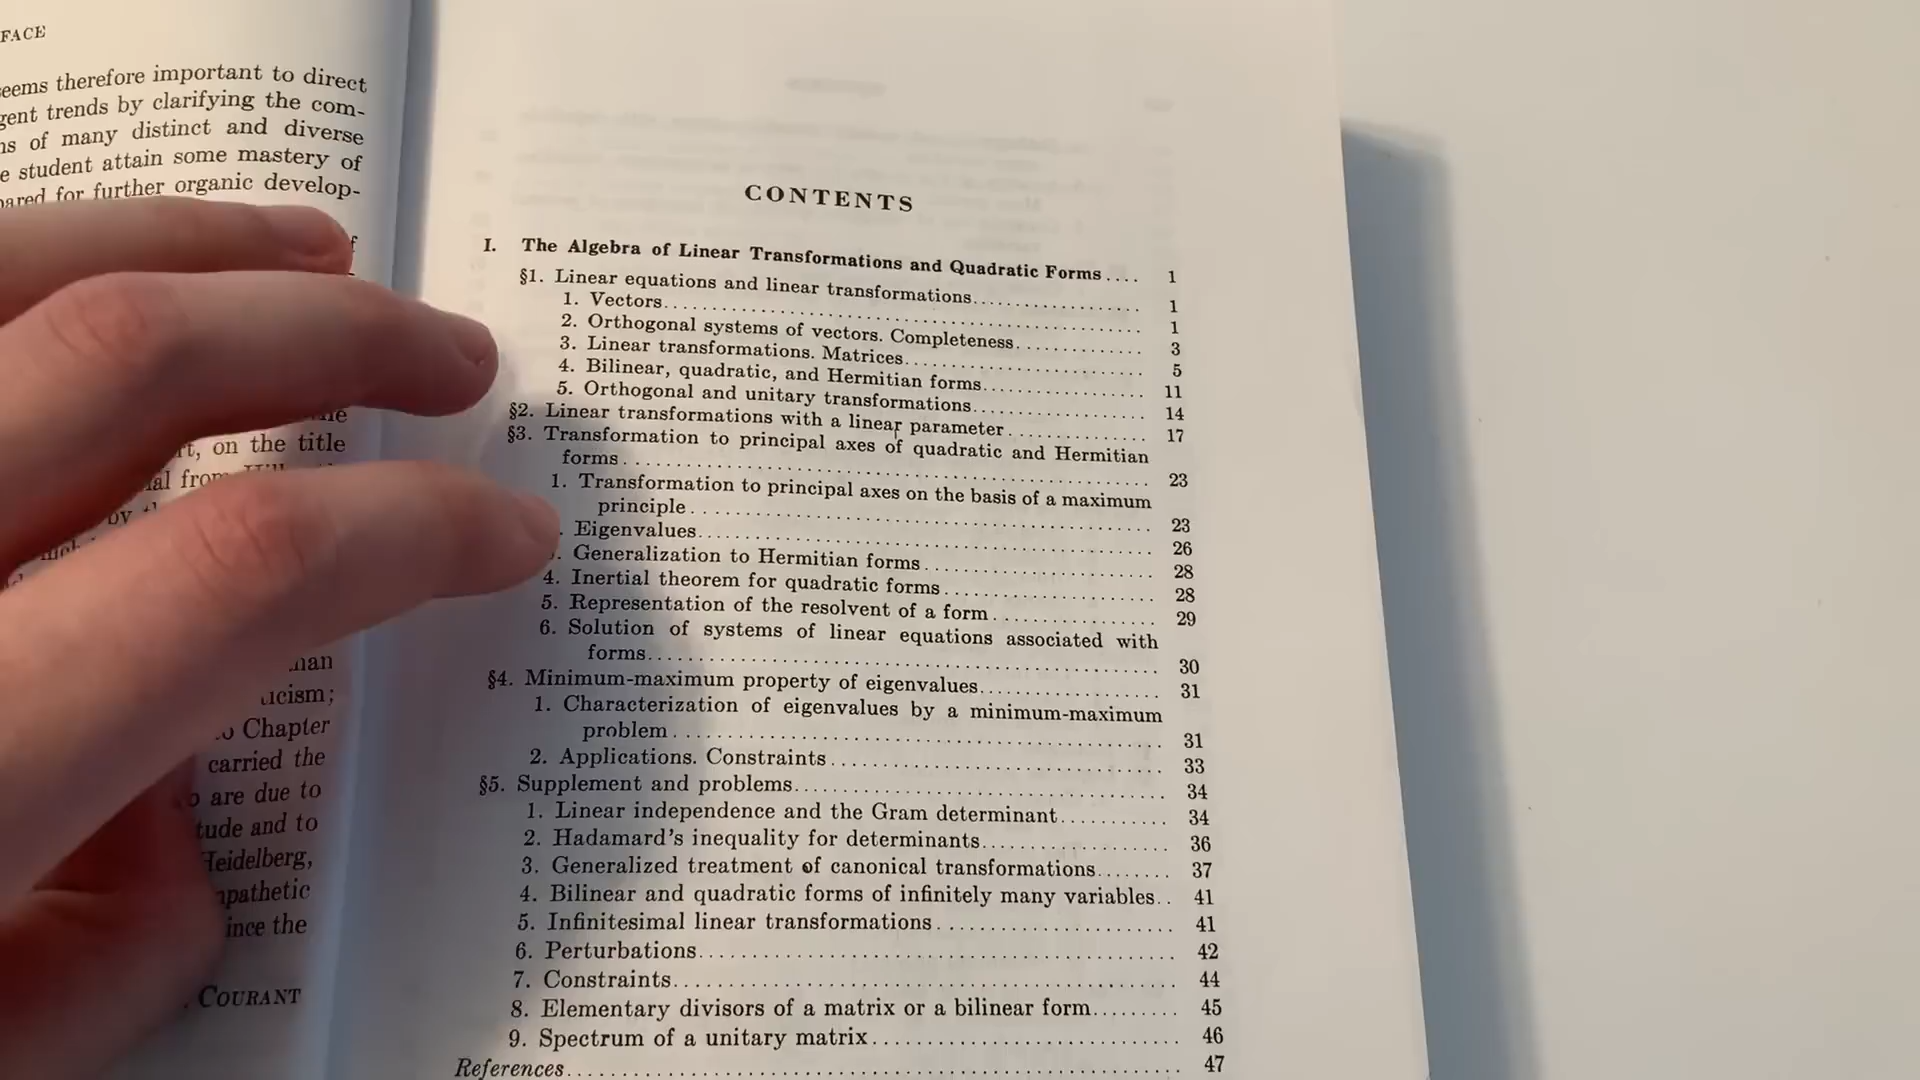 FACE
seems therefore important to direct
gent trends by clarifying the com-
ns of many distinct and diverse
e student attain some mastery of
pared for further organic develop-
f
rt, on the title
al from
by
man
icism;
to Chapter
carried the
o are due to
tude and to
Heidelberg,
mpathetic
ince the
. COURANT
CONTENTS
I. The Algebra of Linear Transformations and Quadratic Forms.... 1
§1. Linear equations and linear transformations........................ 1
1. Vectors........................ 1
2. Orthogonal systems of vectors. Completeness............. 3
3. Linear transformations. Matrices........................ 5
4. Bilinear, quadratic, and Hermitian forms................. 11
5. Orthogonal and unitary transformations.................. 14
§2. Linear transformations with a linear parameter.............. 17
§3. Transformation to principal axes of quadratic and Hermitian
forms........................ 23
1. Transformation to principal axes on the basis of a maximum
principle........................ 23
. Eigenvalues........................ 26
. Generalization to Hermitian forms........................ 28
4. Inertial theorem for quadratic forms..................... 28
5. Representation of the resolvent of a form................ 29
6. Solution of systems of linear equations associated with
forms........................ 30
§4. Minimum-maximum property of eigenvalues.................. 31
1. Characterization of eigenvalues by a minimum-maximum
problem........................ 31
2. Applications. Constraints........................ 33
§5. Supplement and problems........................ 34
1. Linear independence and the Gram determinant........... 34
2. Hadamard's inequality for determinants.................. 36
3. Generalized treatment of canonical transformations........ 37
4. Bilinear and quadratic forms of infinitely many variables.. 41
5. Infinitesimal linear transformations..................... 41
6. Perturbations........................ 42
7. Constraints........................ 44
8. Elementary divisors of a matrix or a bilinear form......... 45
9. Spectrum of a unitary matrix........................ 46
References........................ 47